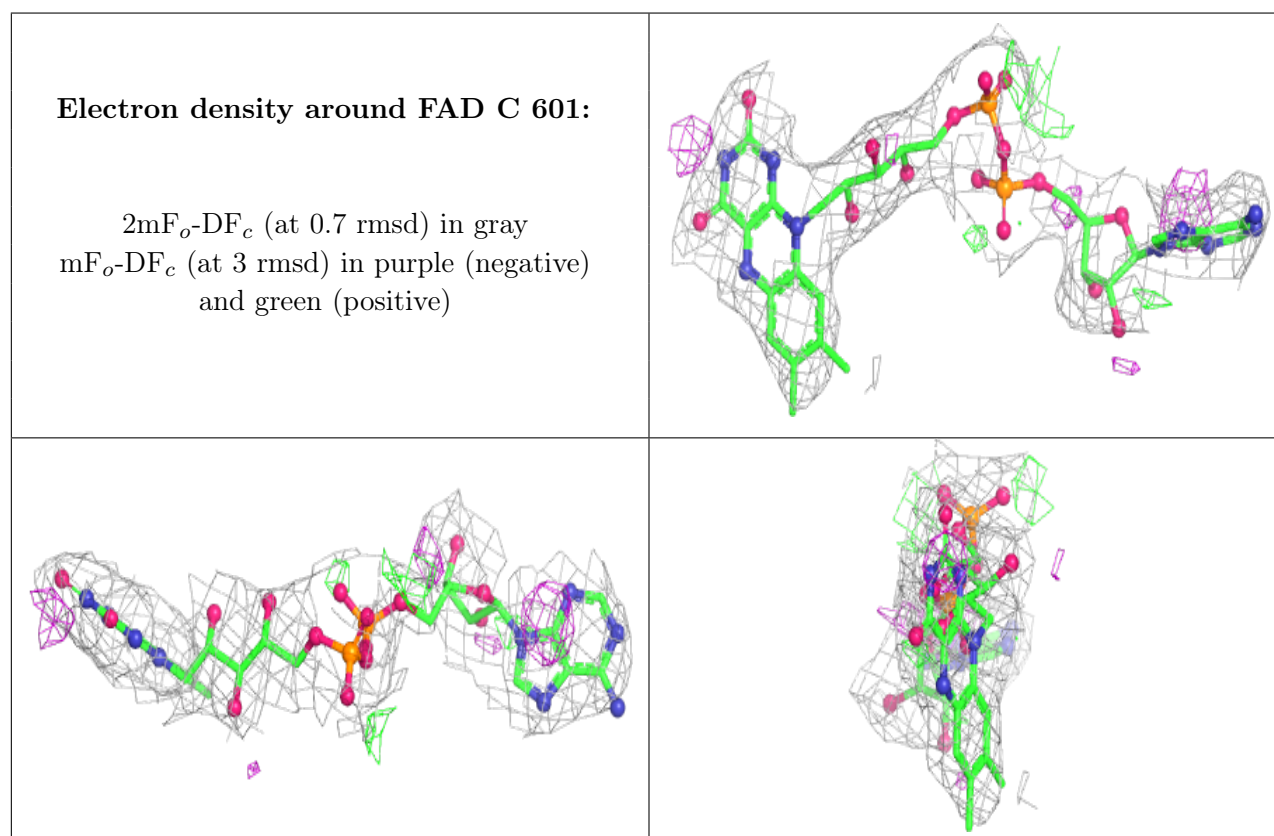 Electron density around FAD C 601:
2mFo-DFc (at 0.7 rmsd) in gray
mFo-DFc (at 3 rmsd) in purple (negative)
and green (positive)